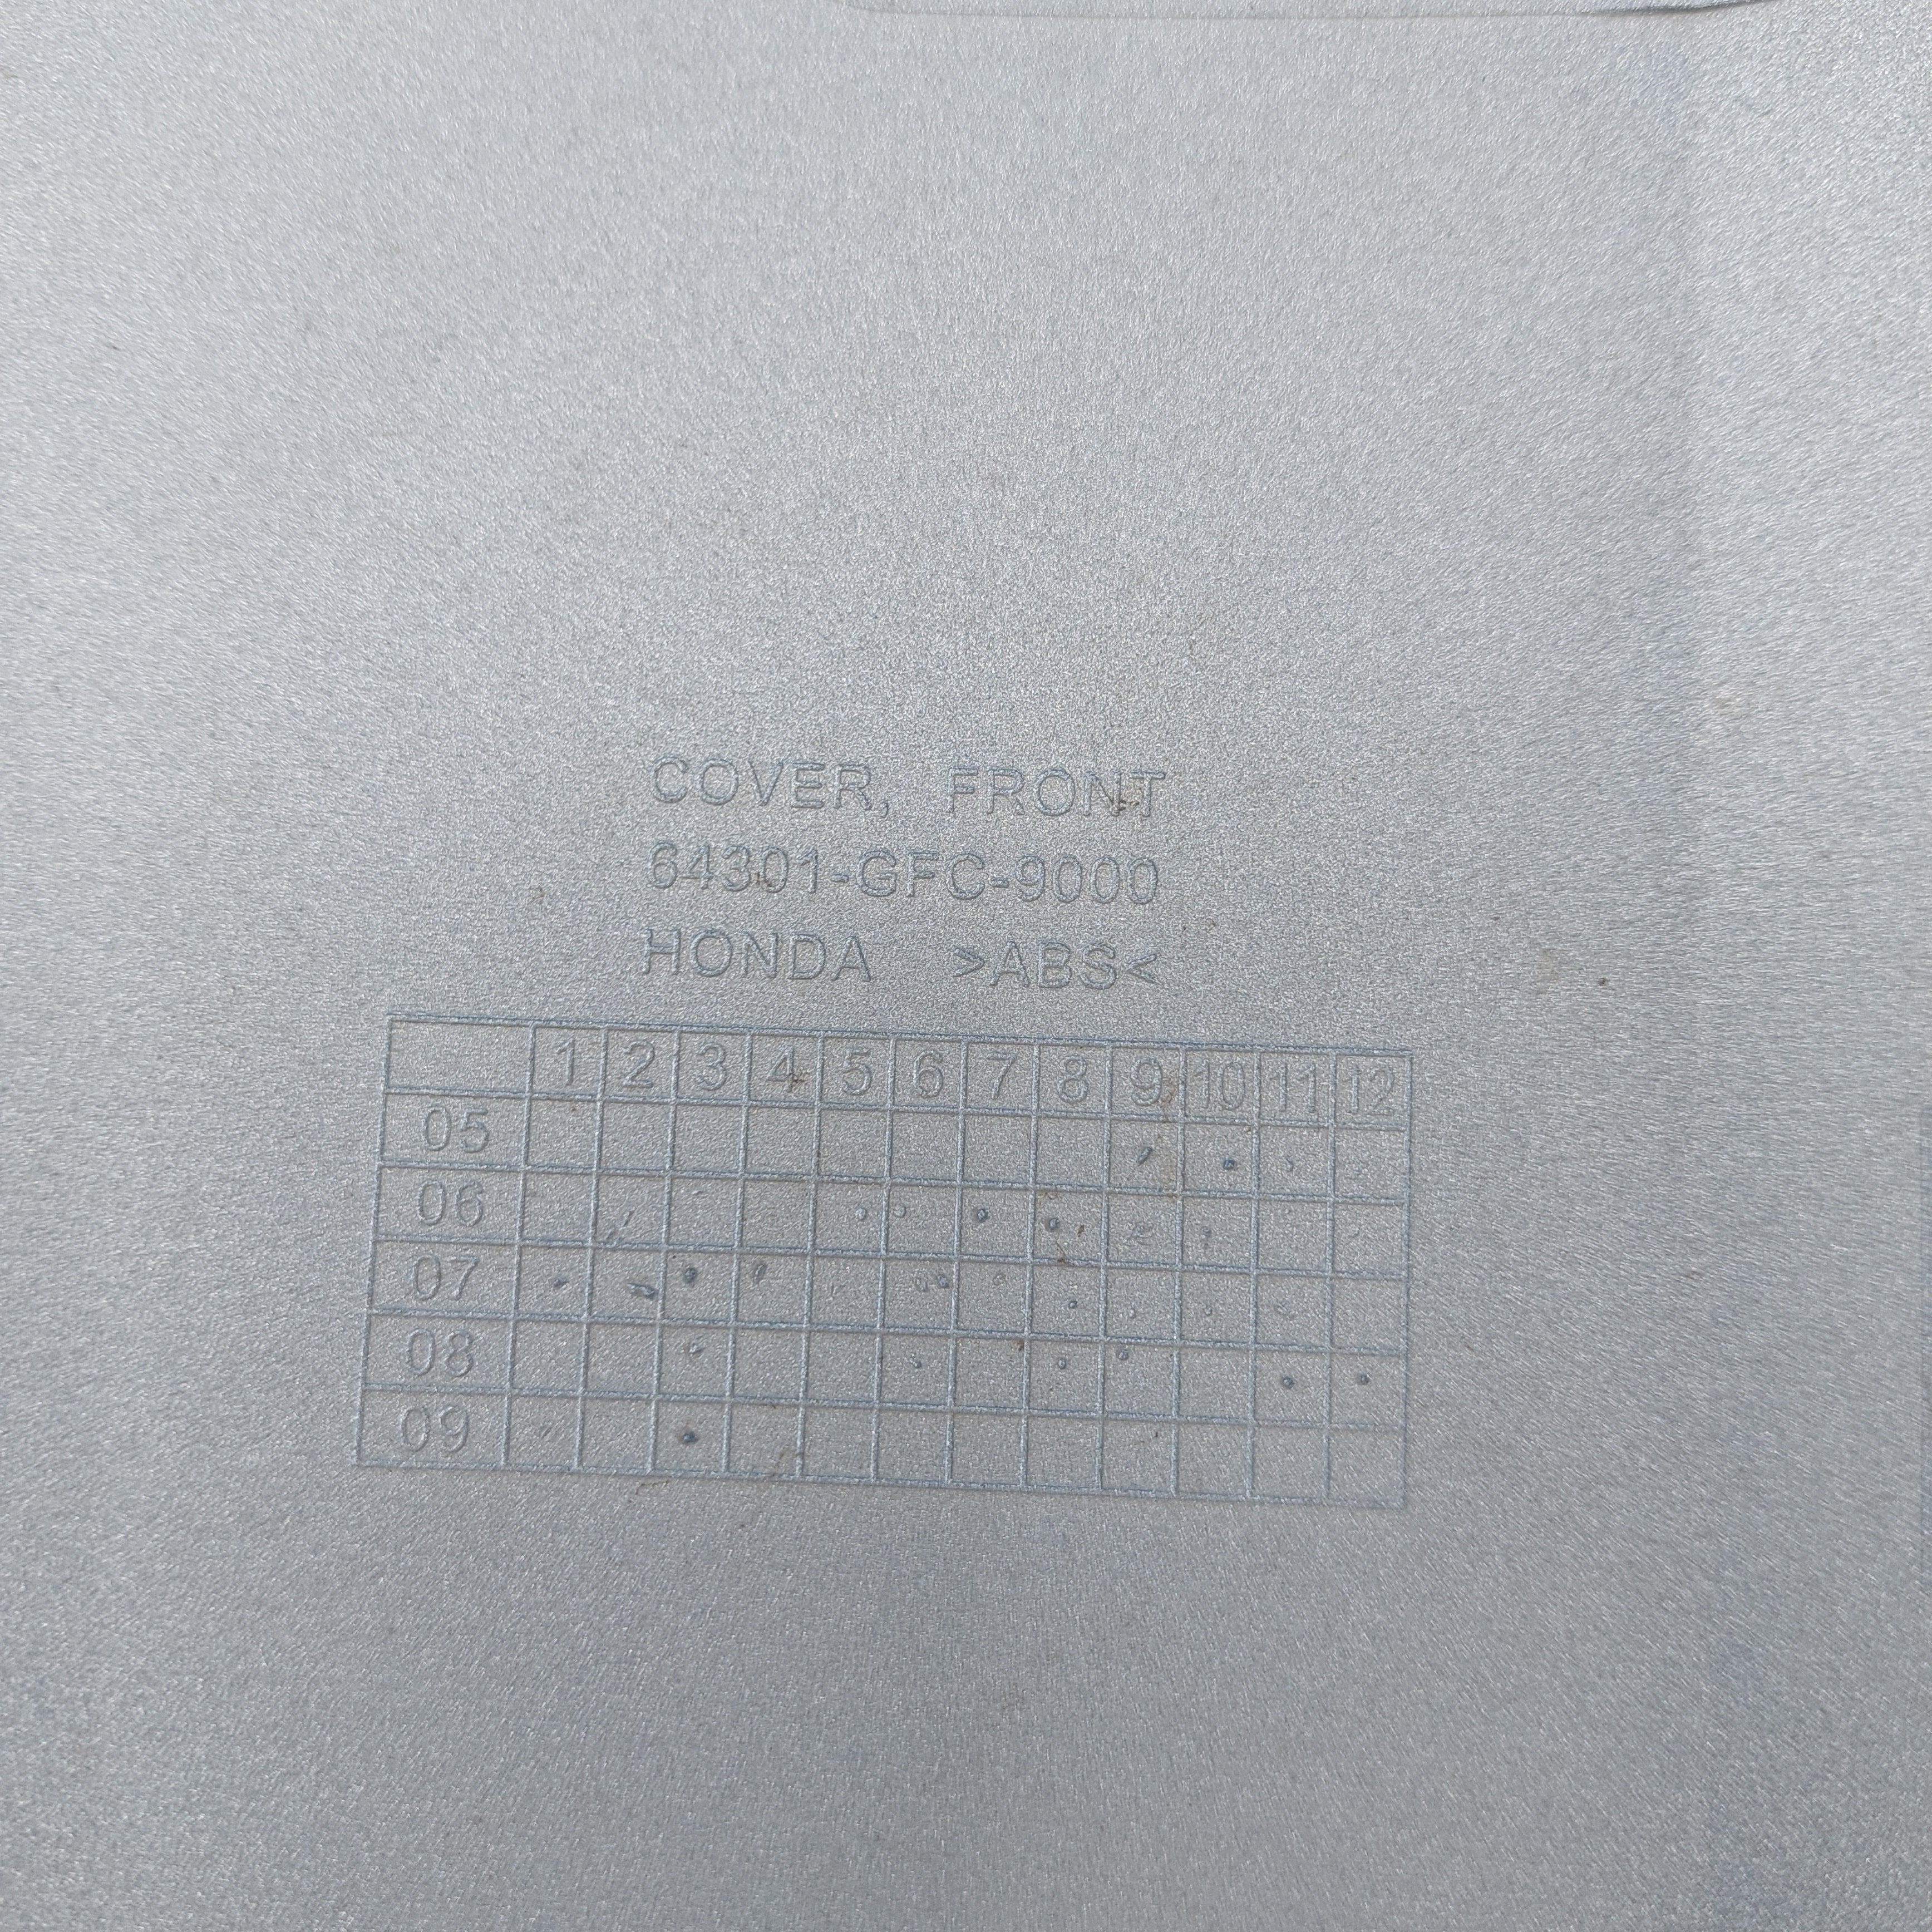 COVER, FRONT
64301-GFC-9000
HONDA >ABS<
1 2 3 4 5 6 7 8 9 10 11 12
05
06
07
08
09